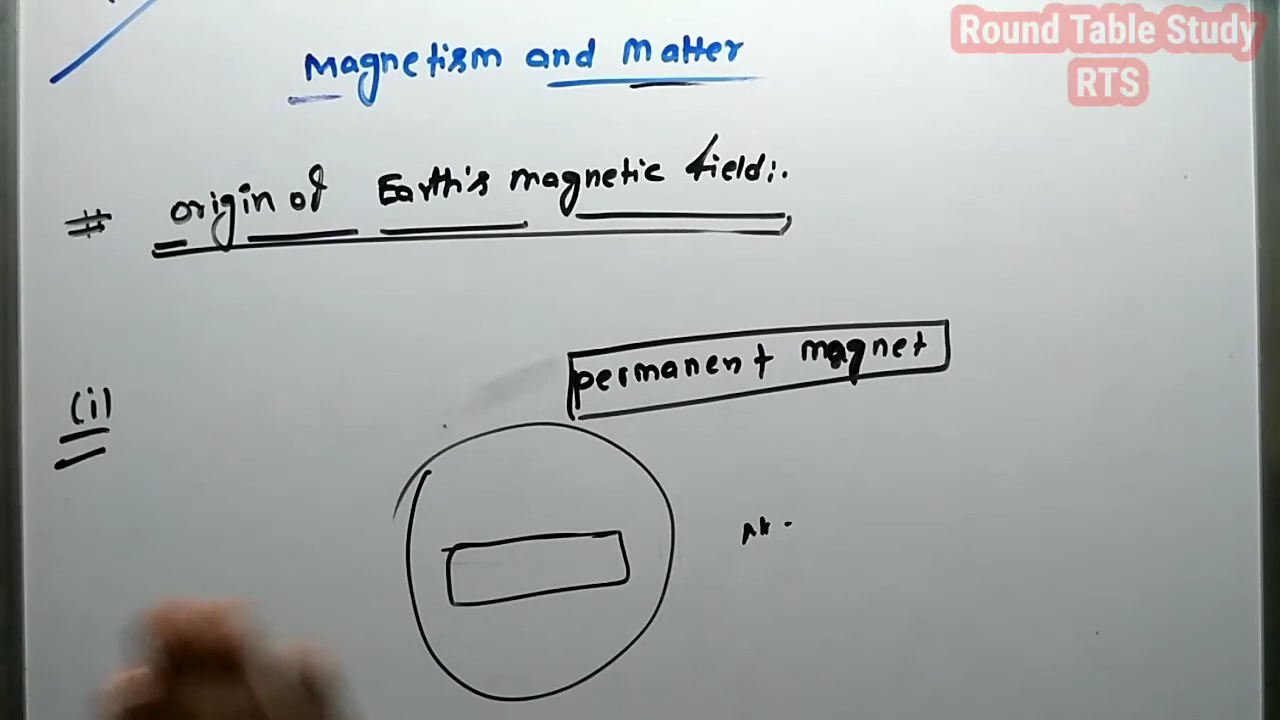 Round Table Study
RTS
Magnetism and Matter
# origin of Earth's magnetic field:.
permanent magnet
(i)